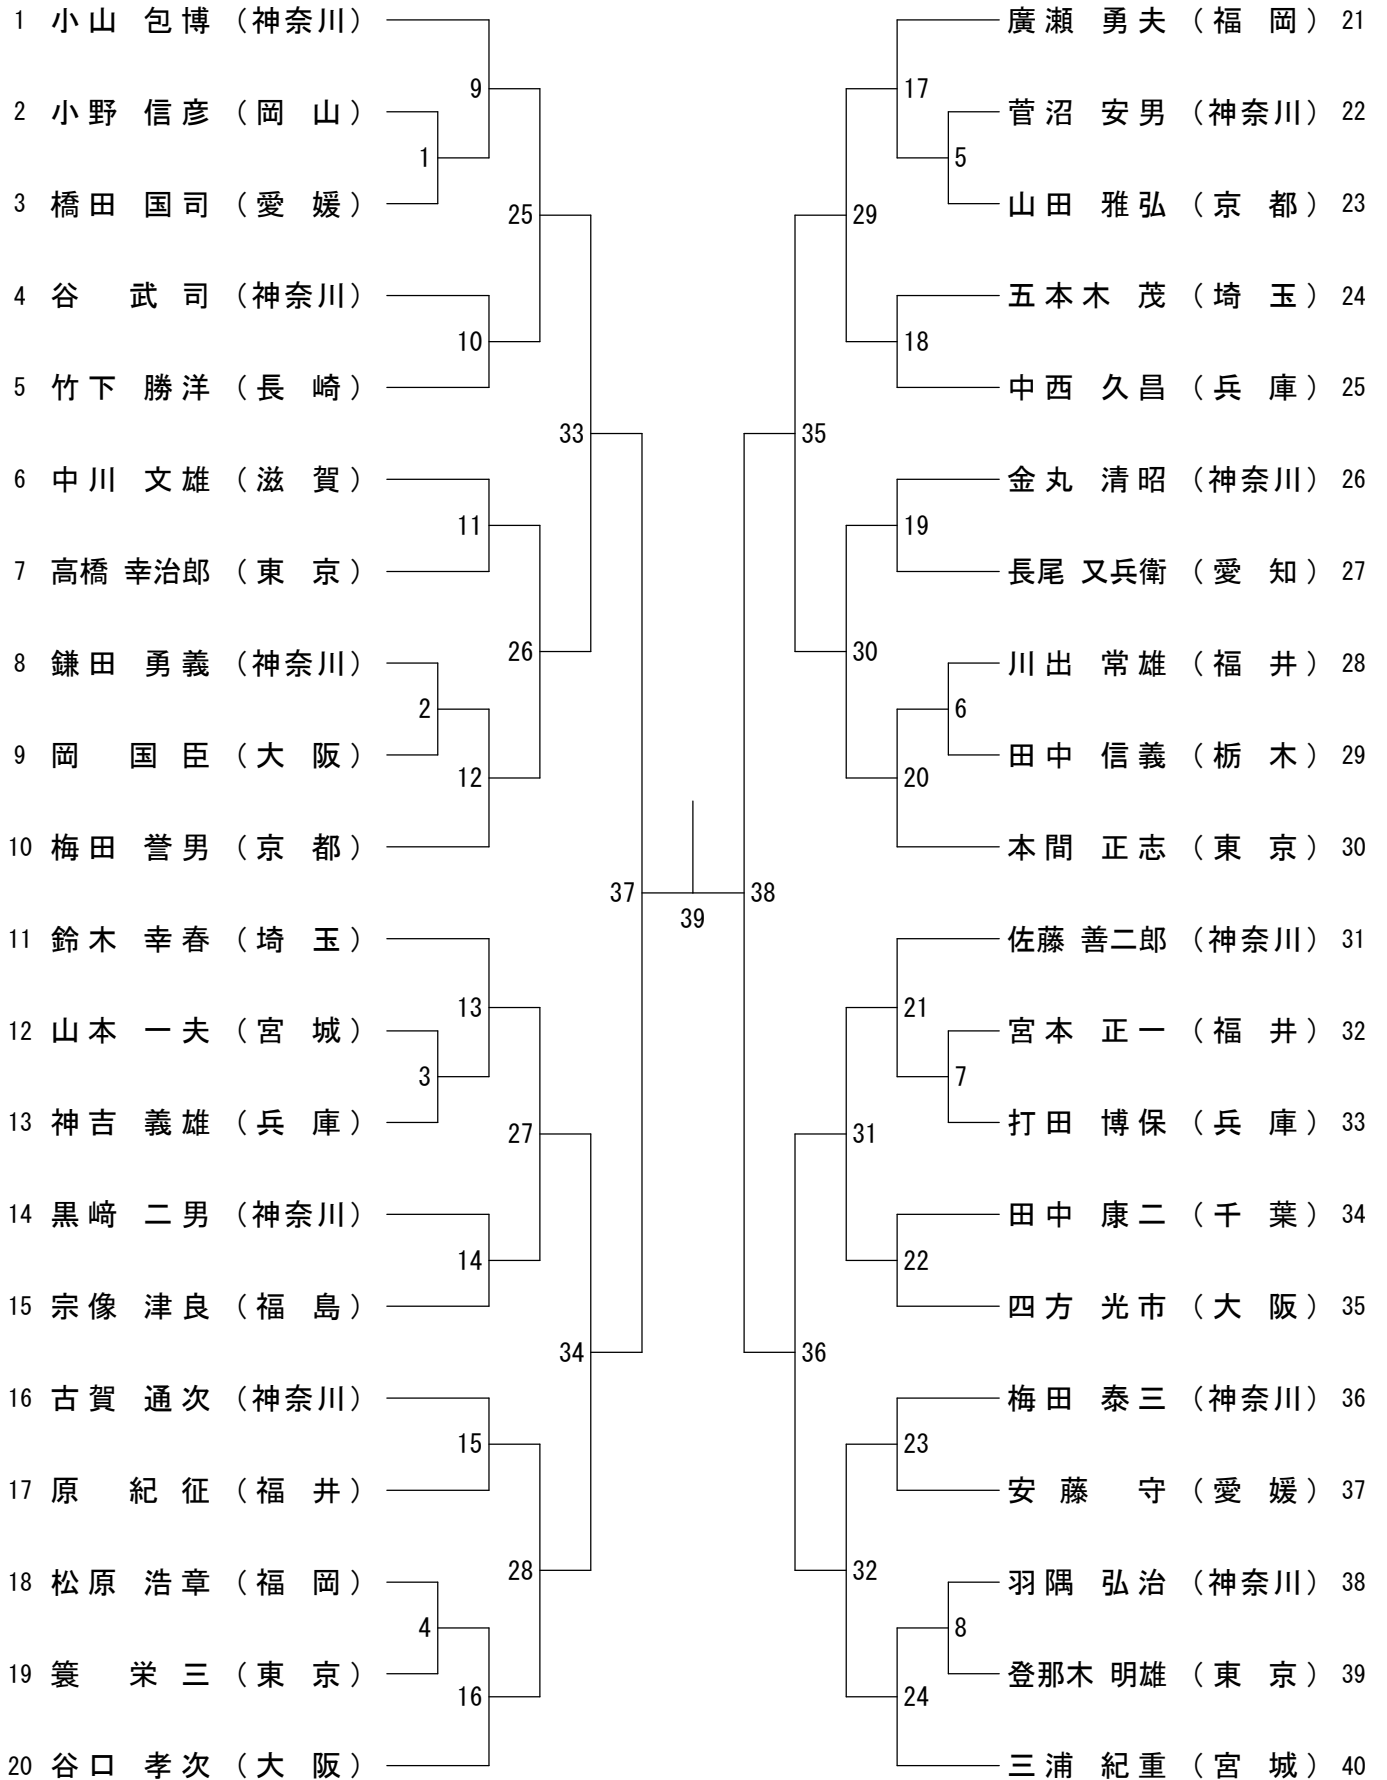 1 小山 包博 (神奈川)
2 小野 信彦 (岡 山)
3 橋田 国司 (愛 媛)
4 谷 武司 (神奈川)
5 竹下 勝洋 (長 崎)
6 中川 文雄 (滋 賀)
7 高橋 幸治郎 (東 京)
8 鎌田 勇義 (神奈川)
9 岡 国臣 (大 阪)
10 梅田 誉男 (京 都)
11 鈴木 幸春 (埼 玉)
12 山本 一夫 (宮 城)
13 神吉 義雄 (兵 庫)
14 黒﨑 二男 (神奈川)
15 宗像 津良 (福 島)
16 古賀 通次 (神奈川)
17 原 紀征 (福 井)
18 松原 浩章 (福 岡)
19 簑 栄三 (東 京)
20 谷口 孝次 (大 阪)
1
2
3
4
9
10
11
12
13
14
15
16
25
26
27
28
33
34
37
39
38
35
36
29
30
31
32
17
18
19
20
21
22
23
24
5
6
7
8
廣瀬 勇夫 (福 岡) 21
菅沼 安男 (神奈川) 22
山田 雅弘 (京 都) 23
五本木 茂 (埼 玉) 24
中西 久昌 (兵 庫) 25
金丸 清昭 (神奈川) 26
長尾 又兵衛 (愛 知) 27
川出 常雄 (福 井) 28
田中 信義 (栃 木) 29
本間 正志 (東 京) 30
佐藤 善二郎 (神奈川) 31
宮本 正一 (福 井) 32
打田 博保 (兵 庫) 33
田中 康二 (千 葉) 34
四方 光市 (大 阪) 35
梅田 泰三 (神奈川) 36
安藤 守 (愛 媛) 37
羽隅 弘治 (神奈川) 38
登那木 明雄 (東 京) 39
三浦 紀重 (宮 城) 40